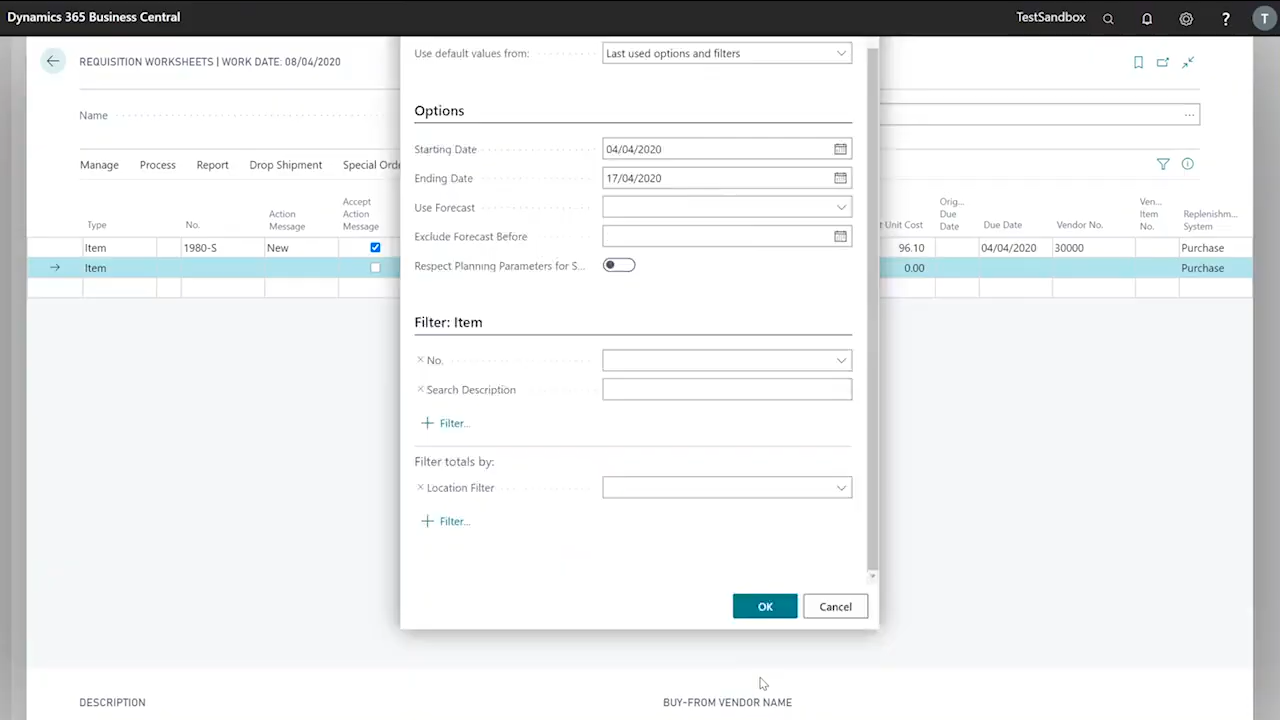 Dynamics 365 Business Central
TestSandbox
?
T
REQUISITION WORKSHEETS | WORK DATE: 08/04/2020
Name
...
Manage Process Report Drop Shipment Special Orde
Type No. Action Message Accept Action Message
t Unit Cost Orig... Due Date Due Date Vendor No. Ven... Item No. Replenishm... System
Item 1980-S New 96.10 04/04/2020 30000 Purchase
Item 0.00 Purchase
Use default values from: Last used options and filters
Options
Starting Date 04/04/2020
Ending Date 17/04/2020
Use Forecast
Exclude Forecast Before
Respect Planning Parameters for S...
Filter: Item
× No.
× Search Description
+ Filter...
Filter totals by:
× Location Filter
+ Filter...
OK Cancel
DESCRIPTION
BUY-FROM VENDOR NAME